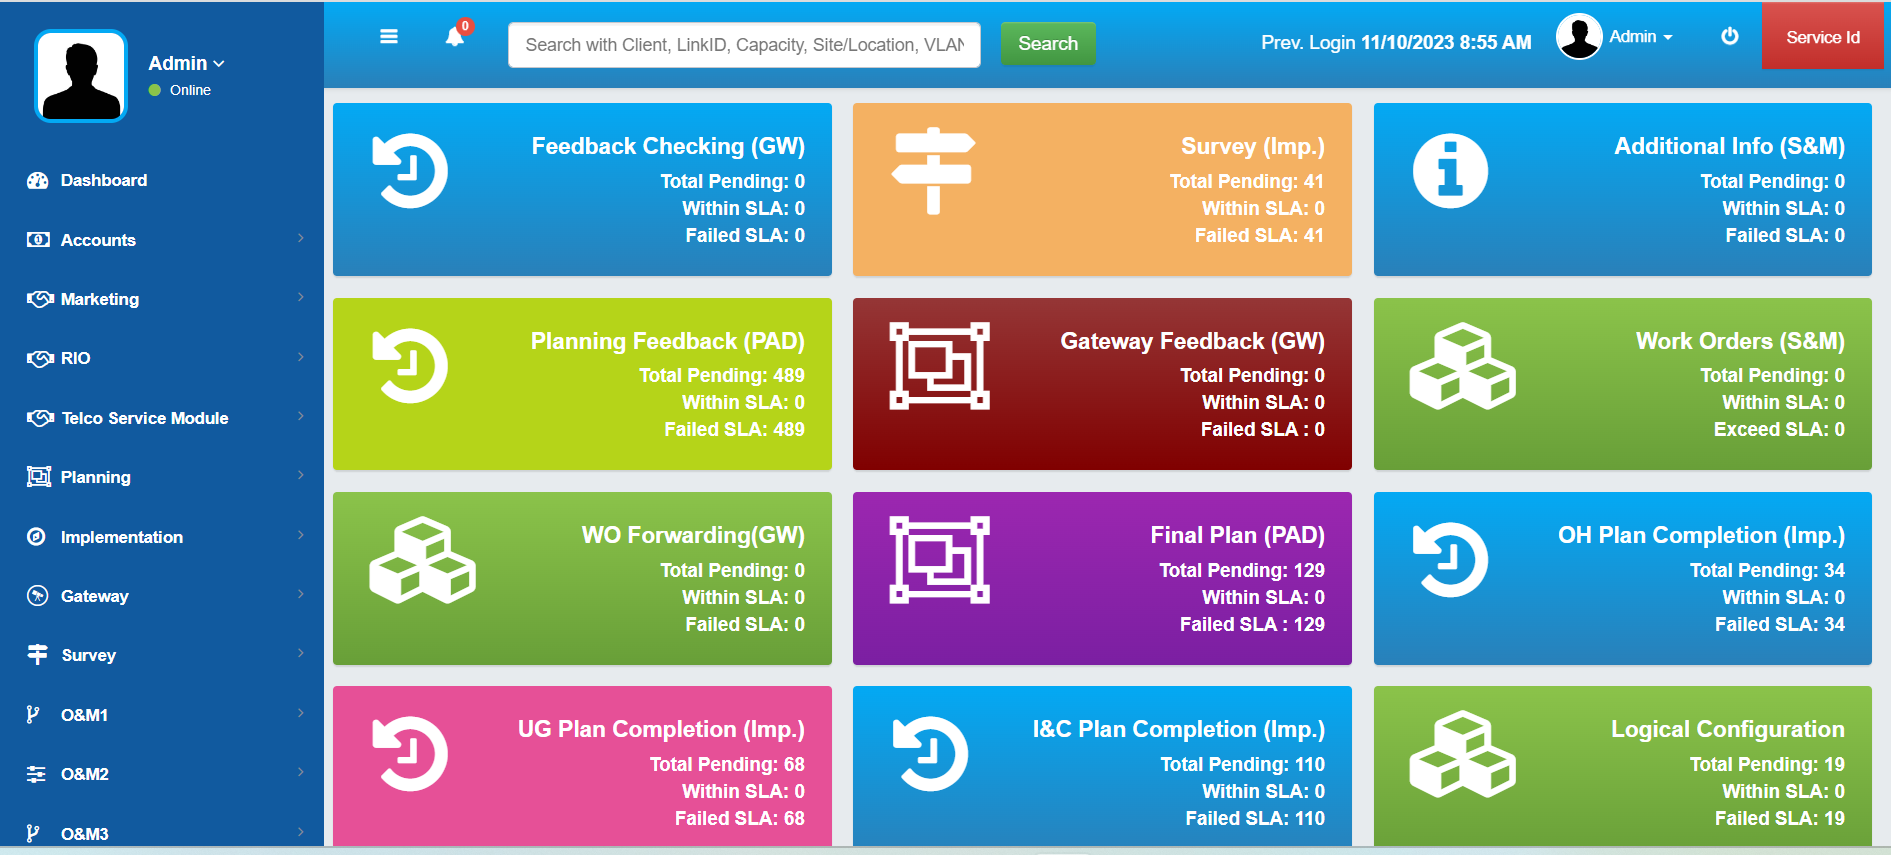 Admin
Online
Dashboard
Accounts
Marketing
RIO
Telco Service Module
Planning
Implementation
Gateway
Survey
O&M1
O&M2
O&M3
0
Search with Client, LinkID, Capacity, Site/Location, VLAN
Search
Prev. Login 11/10/2023 8:55 AM
Admin
Service Id
Feedback Checking (GW)
Total Pending: 0
Within SLA: 0
Failed SLA: 0
Survey (Imp.)
Total Pending: 41
Within SLA: 0
Failed SLA: 41
Additional Info (S&M)
Total Pending: 0
Within SLA: 0
Failed SLA: 0
Planning Feedback (PAD)
Total Pending: 489
Within SLA: 0
Failed SLA: 489
Gateway Feedback (GW)
Total Pending: 0
Within SLA: 0
Failed SLA : 0
Work Orders (S&M)
Total Pending: 0
Within SLA: 0
Exceed SLA: 0
WO Forwarding(GW)
Total Pending: 0
Within SLA: 0
Failed SLA: 0
Final Plan (PAD)
Total Pending: 129
Within SLA: 0
Failed SLA : 129
OH Plan Completion (Imp.)
Total Pending: 34
Within SLA: 0
Failed SLA: 34
UG Plan Completion (Imp.)
Total Pending: 68
Within SLA: 0
Failed SLA: 68
I&C Plan Completion (Imp.)
Total Pending: 110
Within SLA: 0
Failed SLA: 110
Logical Configuration
Total Pending: 19
Within SLA: 0
Failed SLA: 19